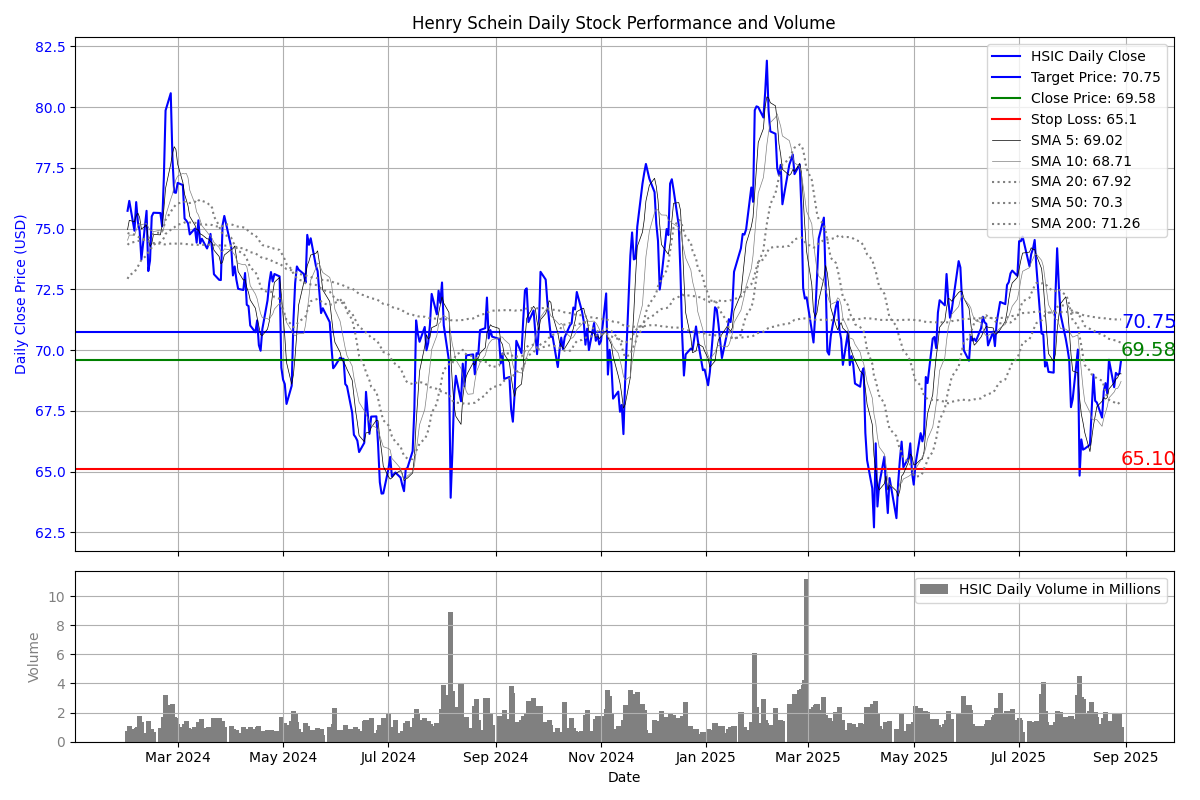 Henry Schein Daily Stock Performance and Volume
Daily Close Price (USD)
82.5
80.0
77.5
75.0
72.5
70.0
67.5
65.0
62.5
HSIC Daily Close
Target Price: 70.75
Close Price: 69.58
Stop Loss: 65.1
SMA 5: 69.02
SMA 10: 68.71
SMA 20: 67.92
SMA 50: 70.3
SMA 200: 71.26
70.75
69.58
65.10
Volume
10
8
6
4
2
0
HSIC Daily Volume in Millions
Mar 2024 May 2024 Jul 2024 Sep 2024 Nov 2024 Jan 2025 Mar 2025 May 2025 Jul 2025 Sep 2025
Date